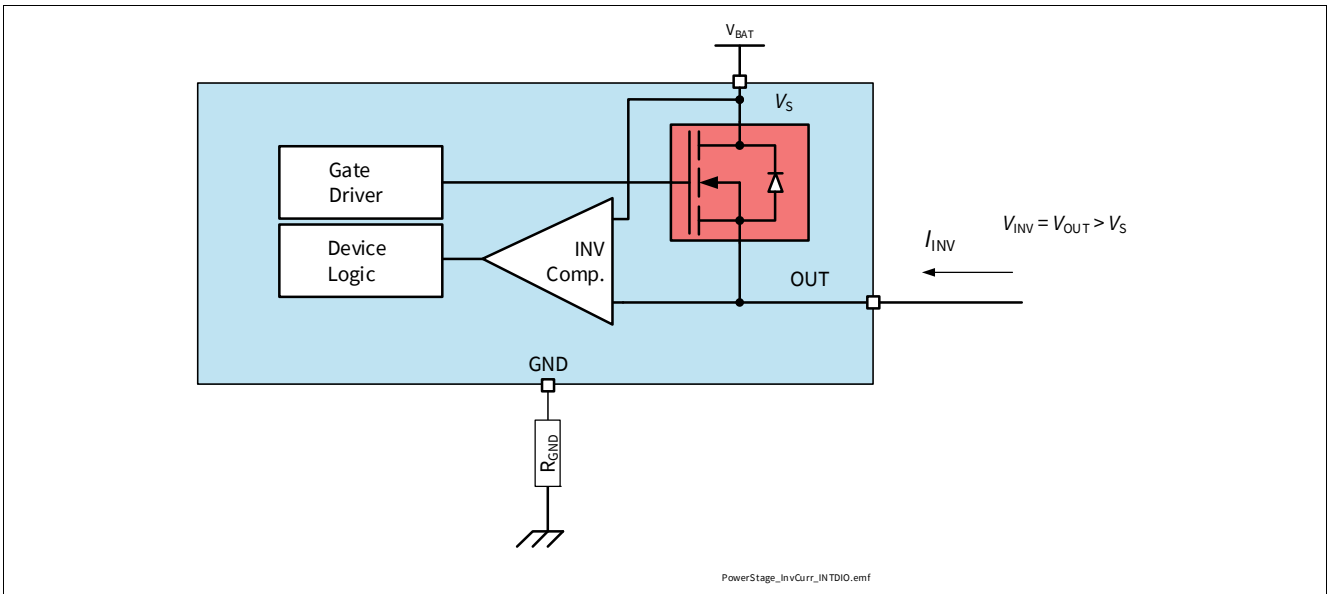 VBAT
VS
Gate
Driver
Device
Logic
INV
Comp.
OUT
IINV
VINV = VOUT > VS
GND
RGND
PowerStage_InvCurr_INTDIO.emf